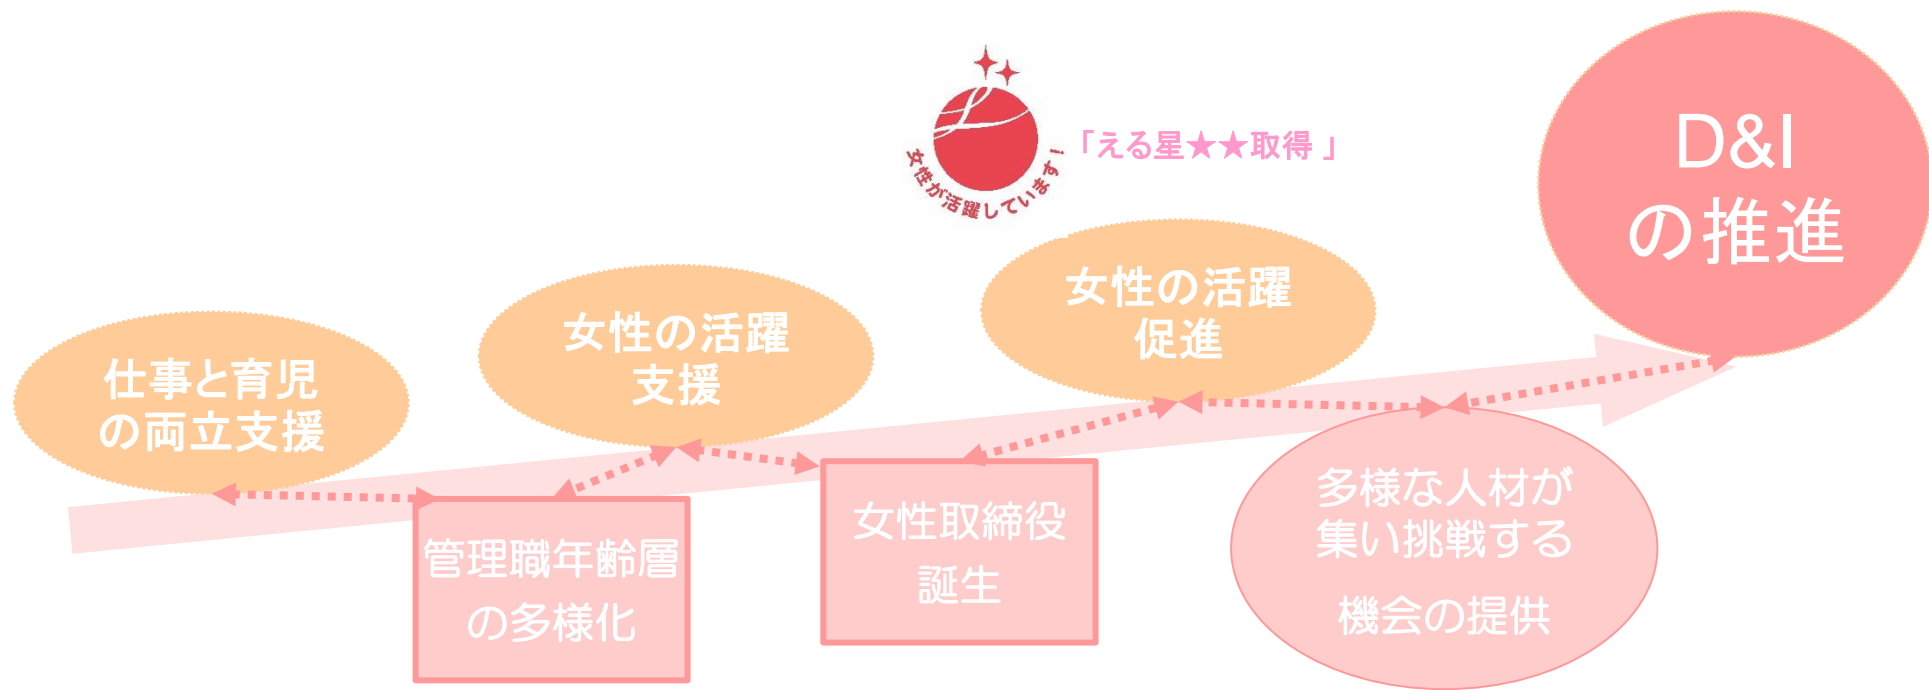 女性が活躍しています!
「える星★★取得 」
D&I
の推進
女性の活躍
促進
女性の活躍
支援
仕事と育児
の両立支援
管理職年齢層
の多様化
女性取締役
誕生
多様な人材が
集い挑戦する
機会の提供